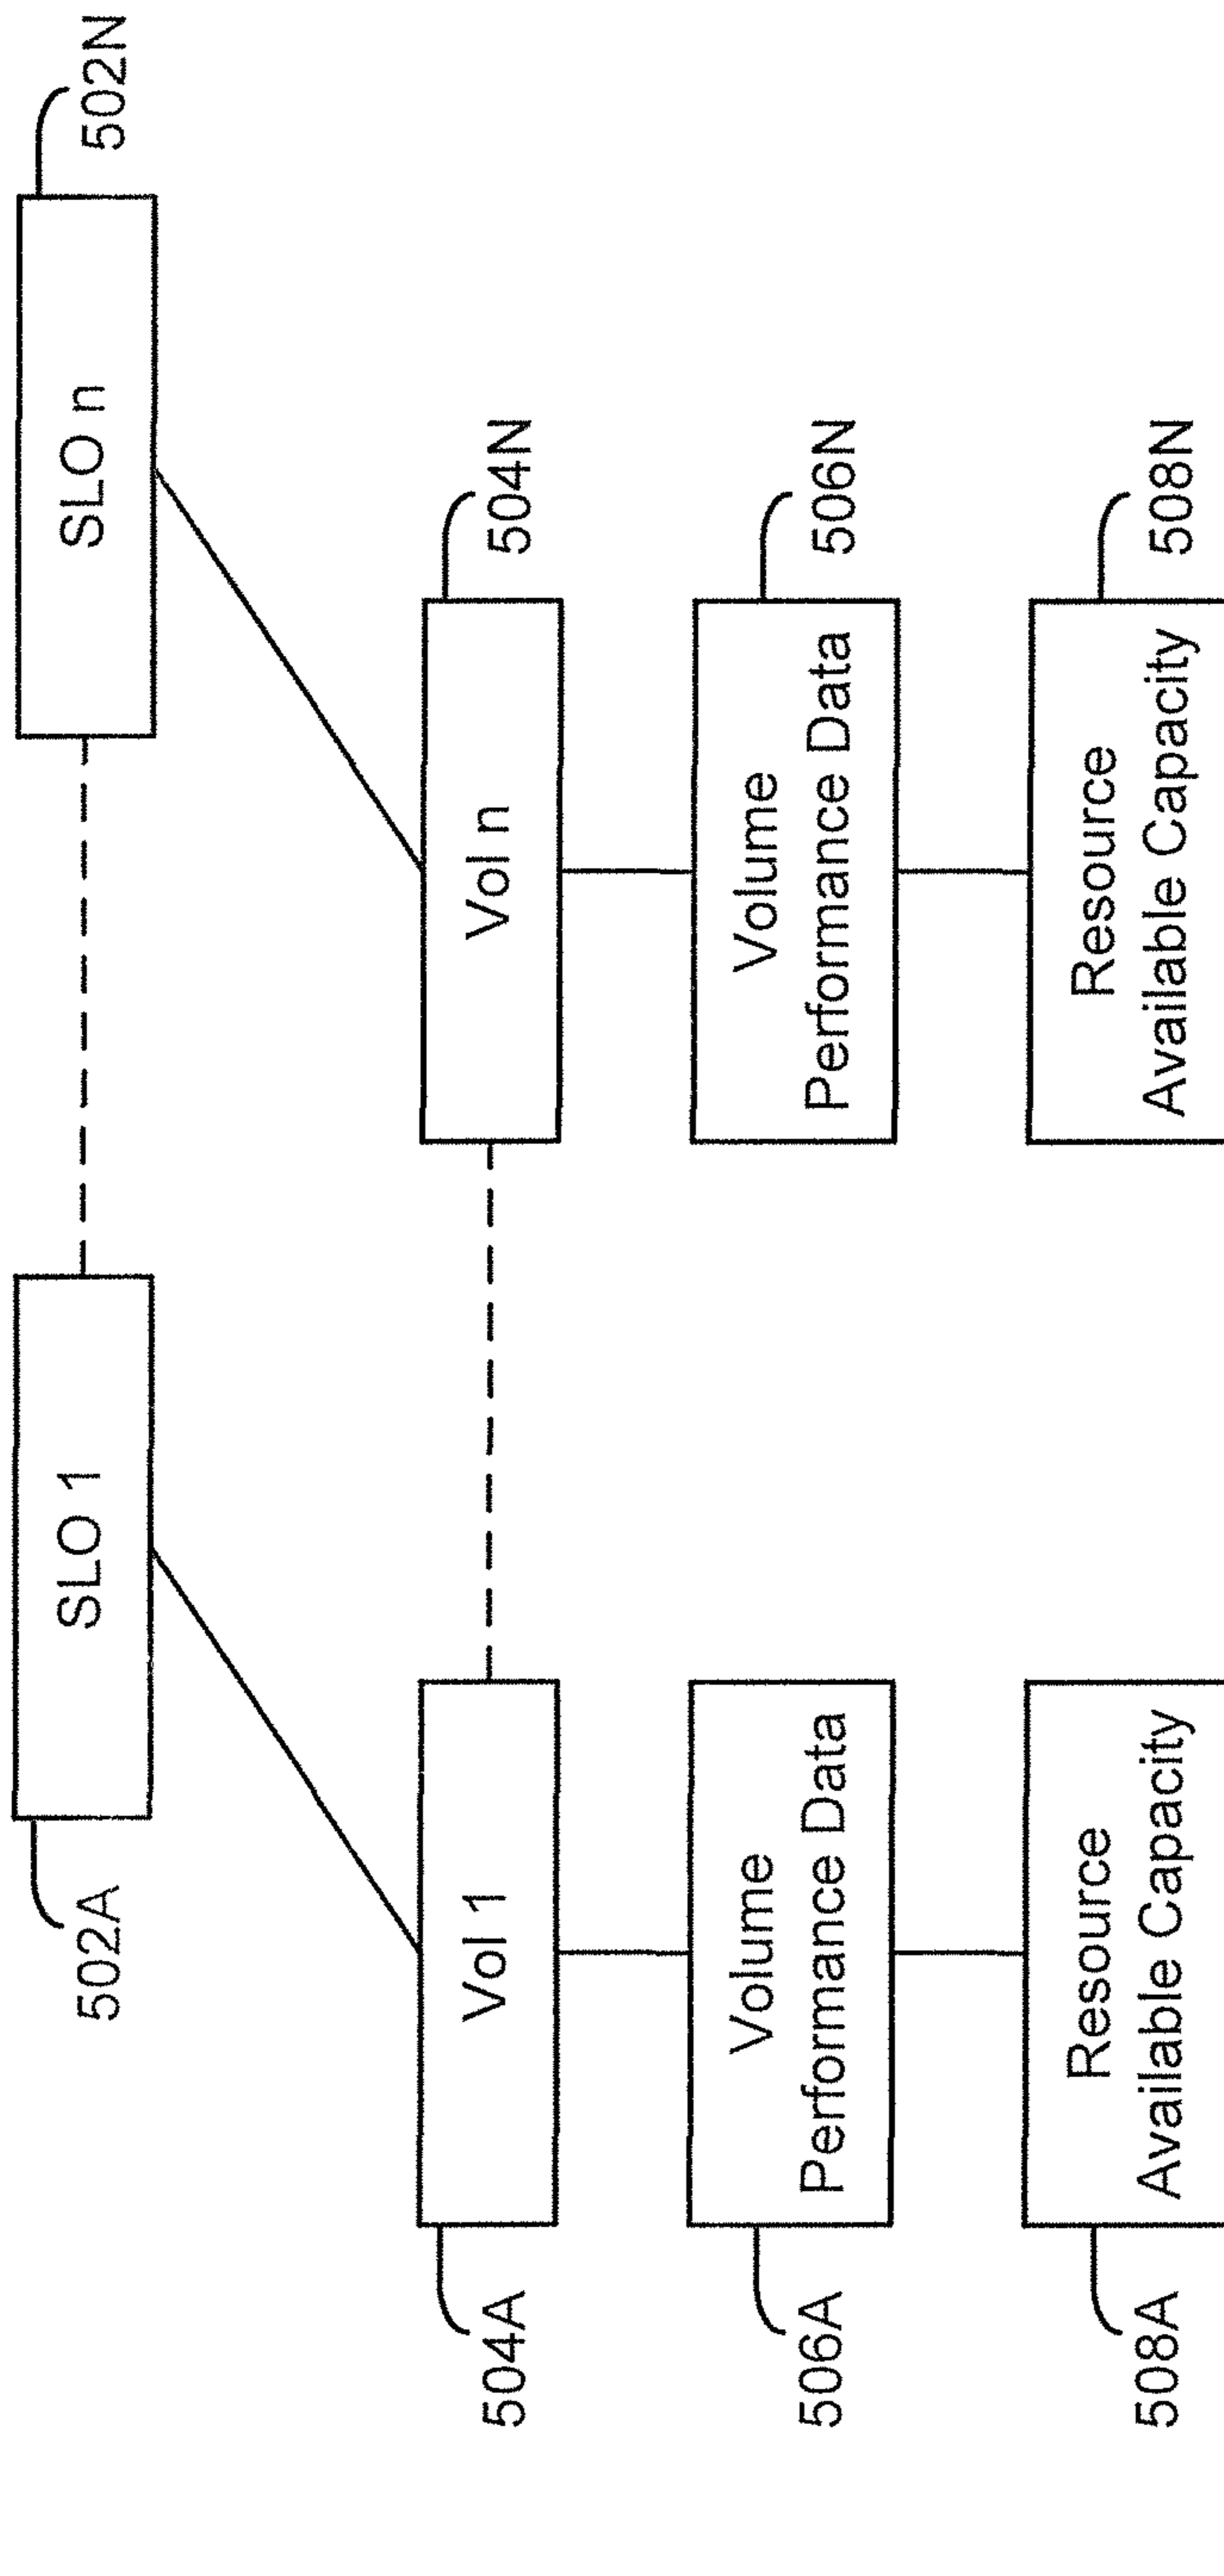 502A
SLO 1
SLO n
502N
504A
Vol 1
Vol n
504N
506A
Volume
Performance Data
Volume
Performance Data
506N
508A
Resource
Available Capacity
Resource
Available Capacity
508N